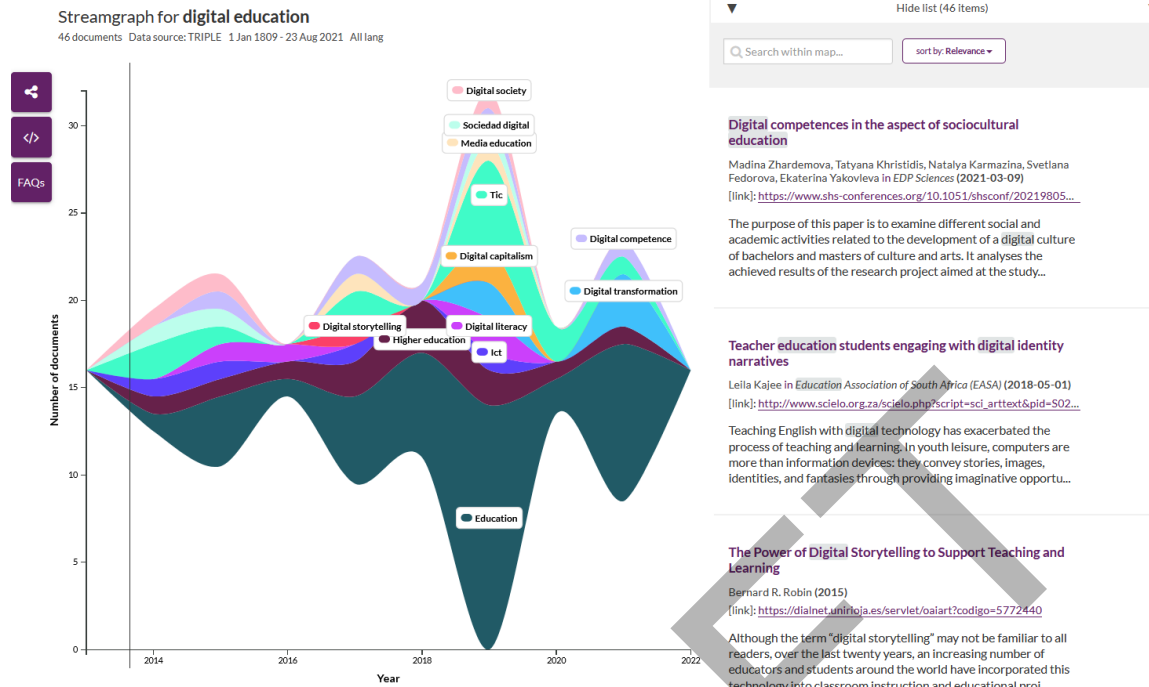 Streamgraph for digital education
46 documents Data source: TRIPLE 1 Jan 1809 - 23 Aug 2021 All lang
FAQs
Number of documents
30
25
20
15
10
5
0
2014
2016
2018
2020
2022
Year
Digital society
Sociedad digital
Media education
Tic
Digital competence
Digital capitalism
Digital transformation
Digital storytelling
Digital literacy
Higher education
Ict
Education
Hide list (46 items)
Search within map...
sort by: Relevance
Digital competences in the aspect of sociocultural
education
Madina Zhardemova, Tatyana Khristidis, Natalya Karmazina, Svetlana
Fedorova, Ekaterina Yakovleva in EDP Sciences (2021-03-09)
[link]: https://www.shs-conferences.org/10.1051/shsconf/20219805...
The purpose of this paper is to examine different social and
academic activities related to the development of a digital culture
of bachelors and masters of culture and arts. It analyses the
achieved results of the research project aimed at the study...
Teacher education students engaging with digital identity
narratives
Leila Kajee in Education Association of South Africa (EASA) (2018-05-01)
[link]: http://www.scielo.org.za/scielo.php?script=sci_arttext&pid=S02...
Teaching English with digital technology has exacerbated the
process of teaching and learning. In youth leisure, computers are
more than information devices: they convey stories, images,
identities, and fantasies through providing imaginative opportu...
The Power of Digital Storytelling to Support Teaching and
Learning
Bernard R. Robin (2015)
[link]: https://dialnet.unirioja.es/servlet/oaiart?codigo=5772440
Although the term "digital storytelling" may not be familiar to all
readers, over the last twenty years, an increasing number of
educators and students around the world have incorporated this
technology into classroom instruction and educational proj...